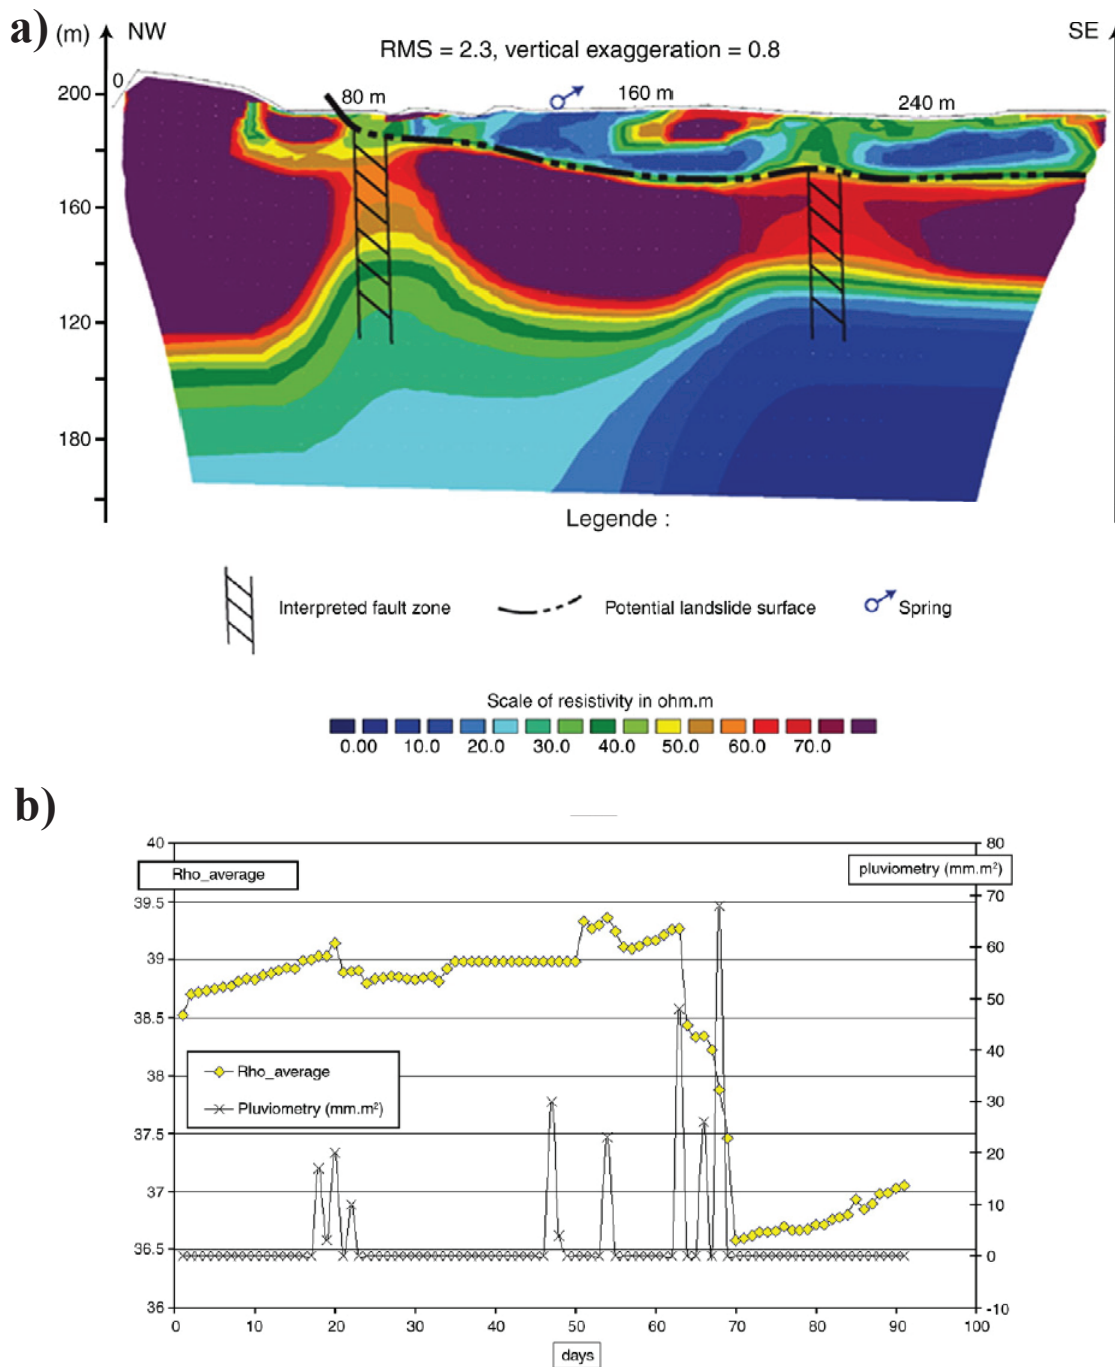 a) (m) NW SE
RMS = 2.3, vertical exaggeration = 0.8
0
80 m 160 m 240 m
200
160
120
180
Legende :
Interpreted fault zone Potential landslide surface Spring
Scale of resistivity in ohm.m
0.00 10.0 20.0 30.0 40.0 50.0 60.0 70.0
b)
40 80
Rho_average pluviometry (mm.m²)
70
39.5
60
39
50
38.5
40
38
Rho_average
30
Pluviometry (mm.m²)
37.5
20
37
10
36.5 0
36 -10
0 10 20 30 40 50 60 70 80 90 100
days